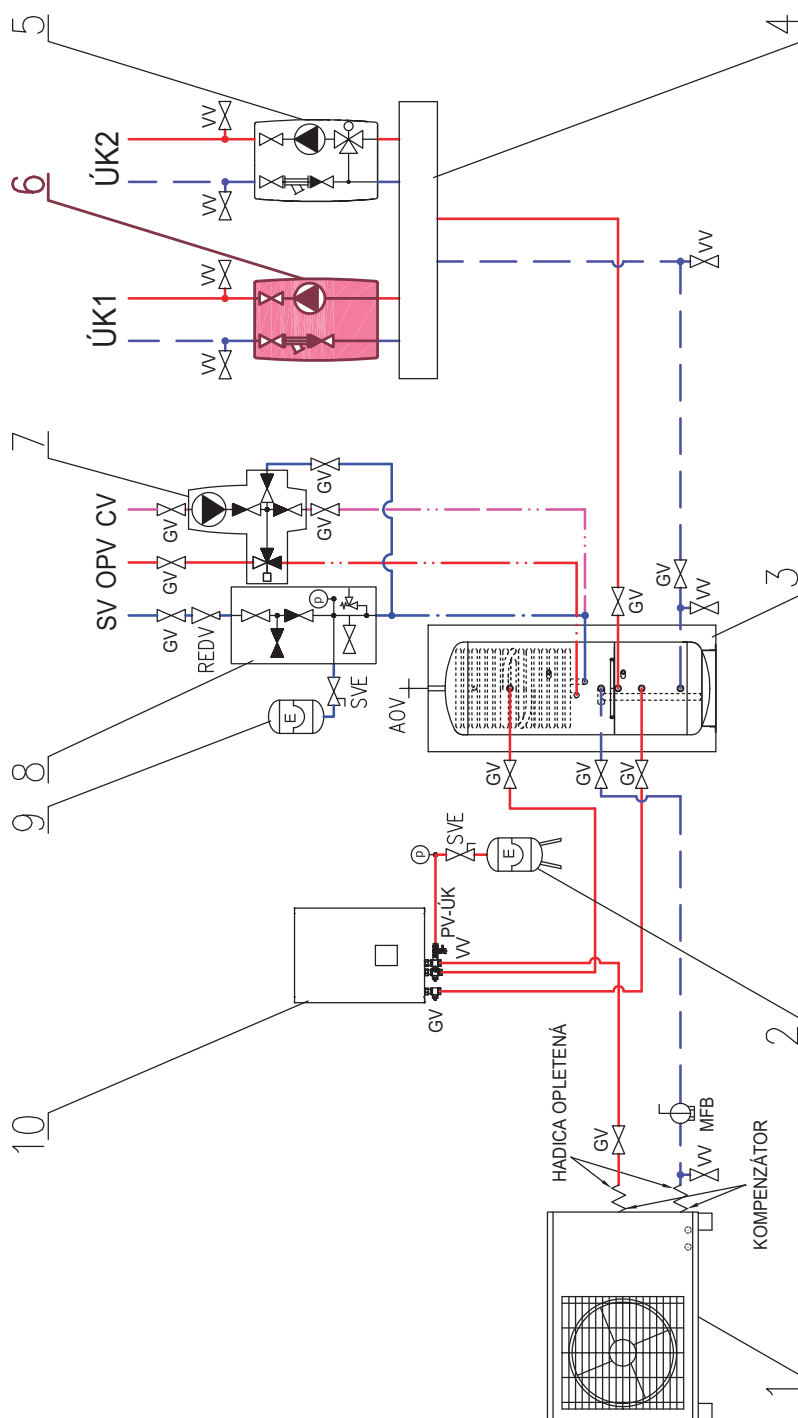 5
4
ÚK2
VV
VV
6
ÚK1
VV
VV
7
SV OPV CV
GV
GV
GV
REDV
GV
GV
p
8
9
E
SVE
VV
GV
VV
GV
3
AOV
GV
GV
GV
10
p
SVE
E
PV-ÚK
VV
GV
2
HADICA OPLETENÁ
GV
MFB
VV
KOMPENZÁTOR
1